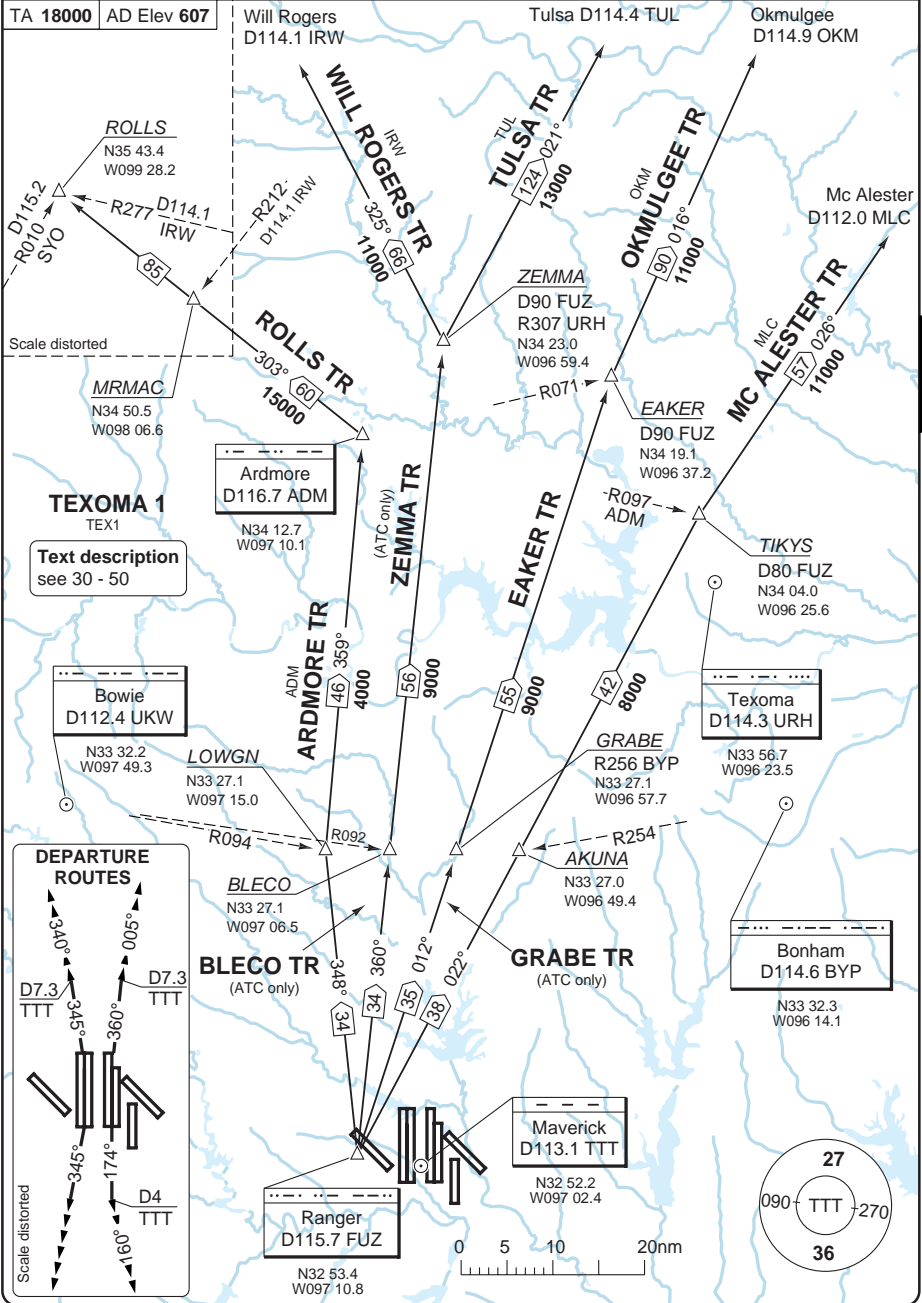 TA 18000
AD Elev 607
Will Rogers
D114.1 IRW
Tulsa D114.4 TUL
Okmulgee
D114.9 OKM
Mc Alester
D112.0 MLC
ROLLS
N35 43.4
W099 28.2
D115.2
R010
SYO
R277
D114.1
IRW
R212
D114.1 IRW
85
Scale distorted
MRMAC
N34 50.5
W098 06.6
ROLLS TR
303°
60
15000
WILL ROGERS TR
IRW
325°
66
11000
TULSA TR
TUL
124
021°
13000
OKMULGEE TR
OKM
90
016°
11000
MC ALESTER TR
MLC
57
026°
11000
ZEMMA
D90 FUZ
R307 URH
N34 23.0
W096 59.4
R071
EAKER
D90 FUZ
N34 19.1
W096 37.2
Ardmore
D116.7 ADM
N34 12.7
W097 10.1
TEXOMA 1
TEX1
Text description
see 30 - 50
R097
ADM
TIKYS
D80 FUZ
N34 04.0
W096 25.6
ARDMORE TR
ADM
46
359°
4000
ZEMMA TR
(ATC only)
56
9000
EAKER TR
55
9000
42
8000
Bowie
D112.4 UKW
N33 32.2
W097 49.3
Texoma
D114.3 URH
N33 56.7
W096 23.5
LOWGN
N33 27.1
W097 15.0
GRABE
R256 BYP
N33 27.1
W096 57.7
R094
R092
R254
BLECO
N33 27.1
W097 06.5
AKUNA
N33 27.0
W096 49.4
BLECO TR
(ATC only)
GRABE TR
(ATC only)
348°
34
360°
34
012°
35
022°
38
Bonham
D114.6 BYP
N33 32.3
W096 14.1
DEPARTURE
ROUTES
340°
005°
D7.3
TTT
D7.3
TTT
345°
360°
345°
174°
D4
TTT
160°
Scale distorted
Maverick
D113.1 TTT
N32 52.2
W097 02.4
Ranger
D115.7 FUZ
N32 53.4
W097 10.8
0 5 10 20nm
27
090
TTT
270
36